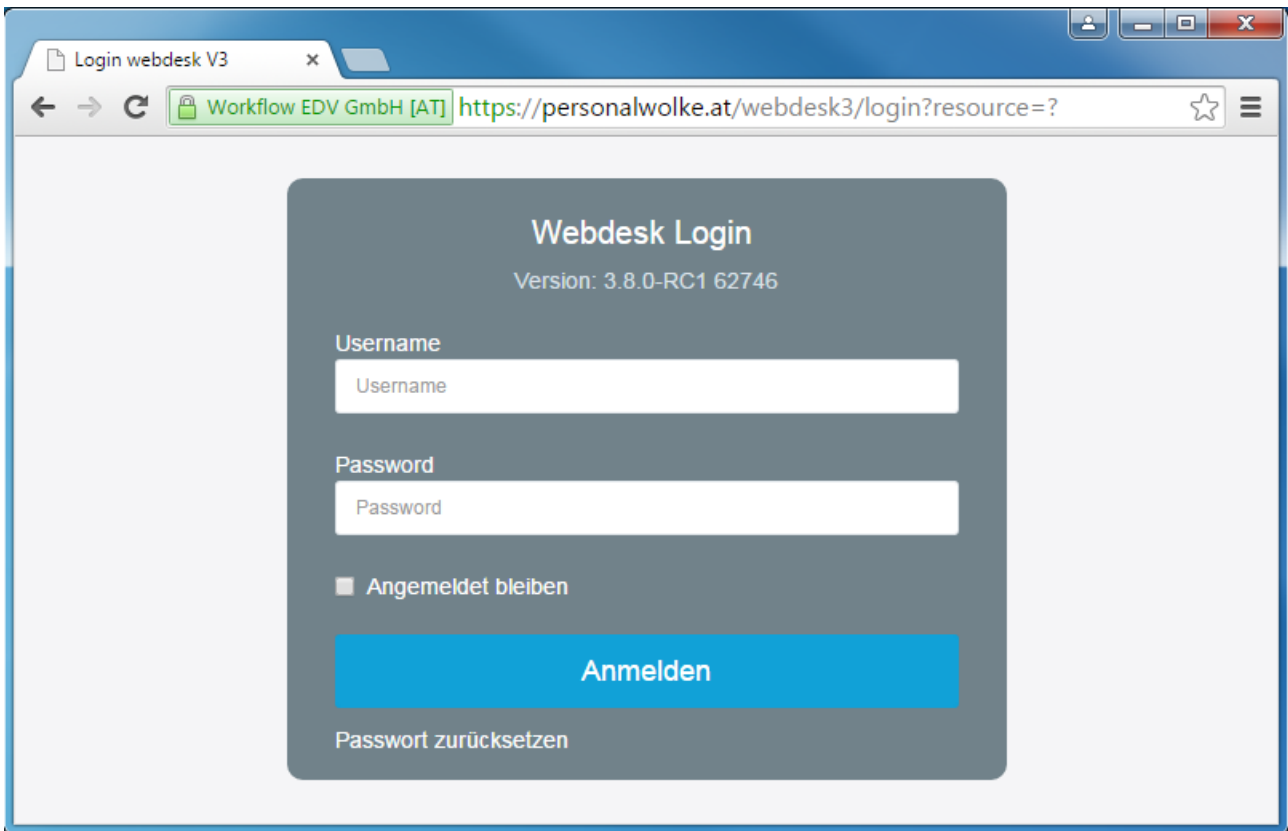 Login webdesk V3
Workflow EDV GmbH [AT] https://personalwolke.at/webdesk3/login?resource=?
Webdesk Login
Version: 3.8.0-RC1 62746
Username
Username
Password
Password
Angemeldet bleiben
Anmelden
Passwort zurücksetzen